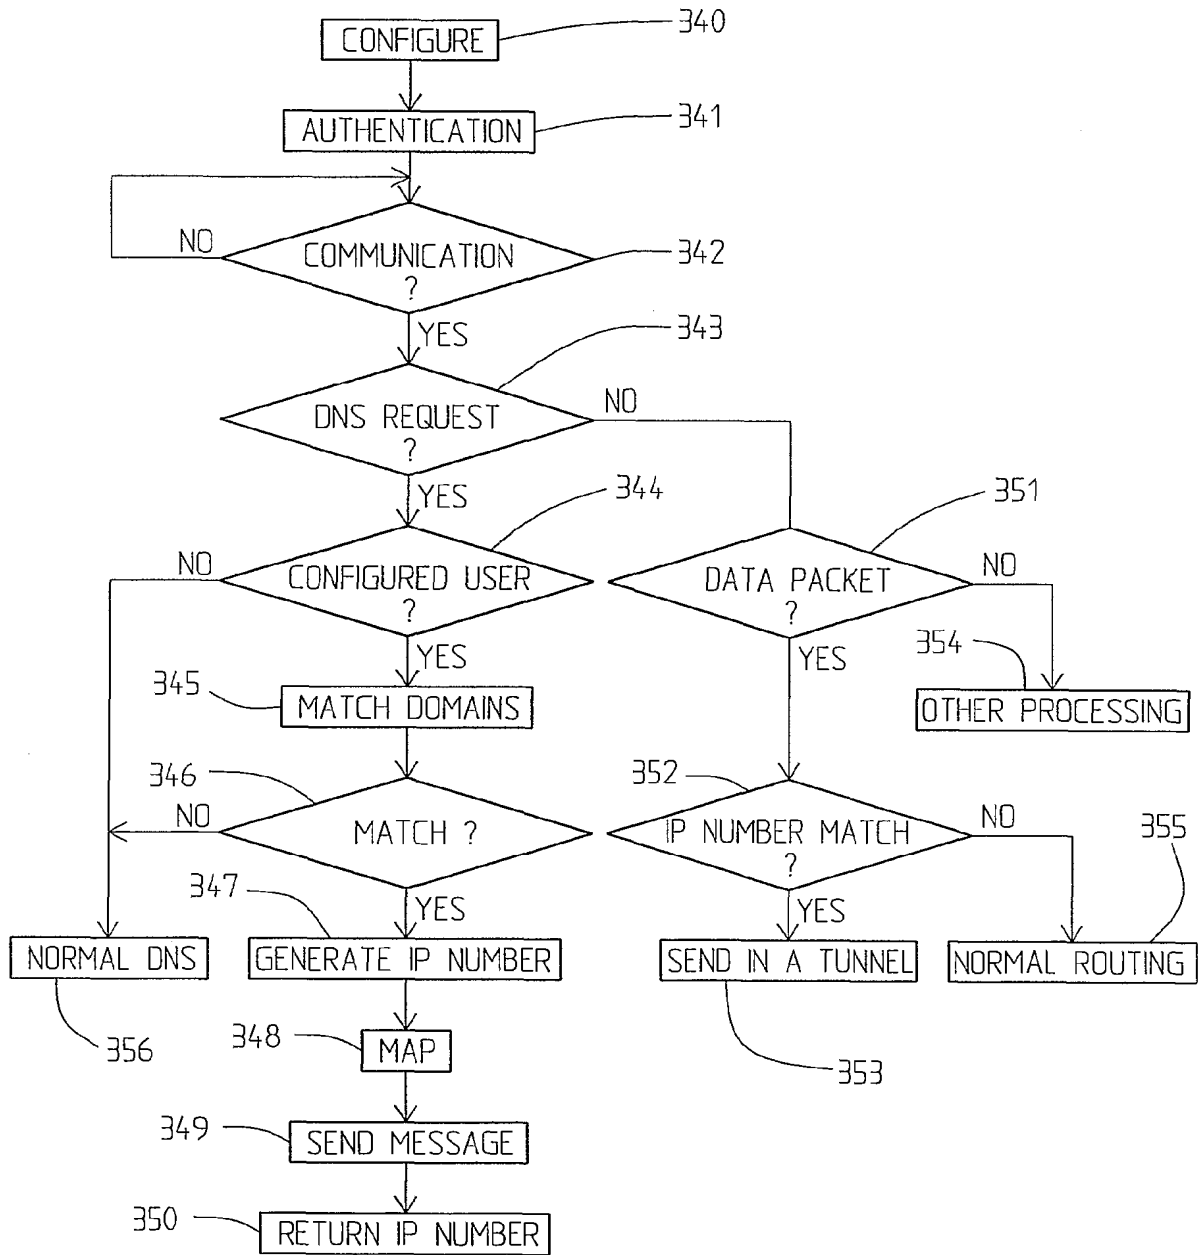 CONFIGURE
340
AUTHENTICATION
341
COMMUNICATION
?
342
NO
YES
343
DNS REQUEST
?
NO
YES
344
351
CONFIGURED USER
?
NO
DATA PACKET
?
NO
YES
YES
345
MATCH DOMAINS
354
OTHER PROCESSING
346
352
MATCH ?
NO
IP NUMBER MATCH
?
NO
355
347
YES
YES
NORMAL DNS
GENERATE IP NUMBER
SEND IN A TUNNEL
NORMAL ROUTING
356
348
MAP
353
349
SEND MESSAGE
350
RETURN IP NUMBER